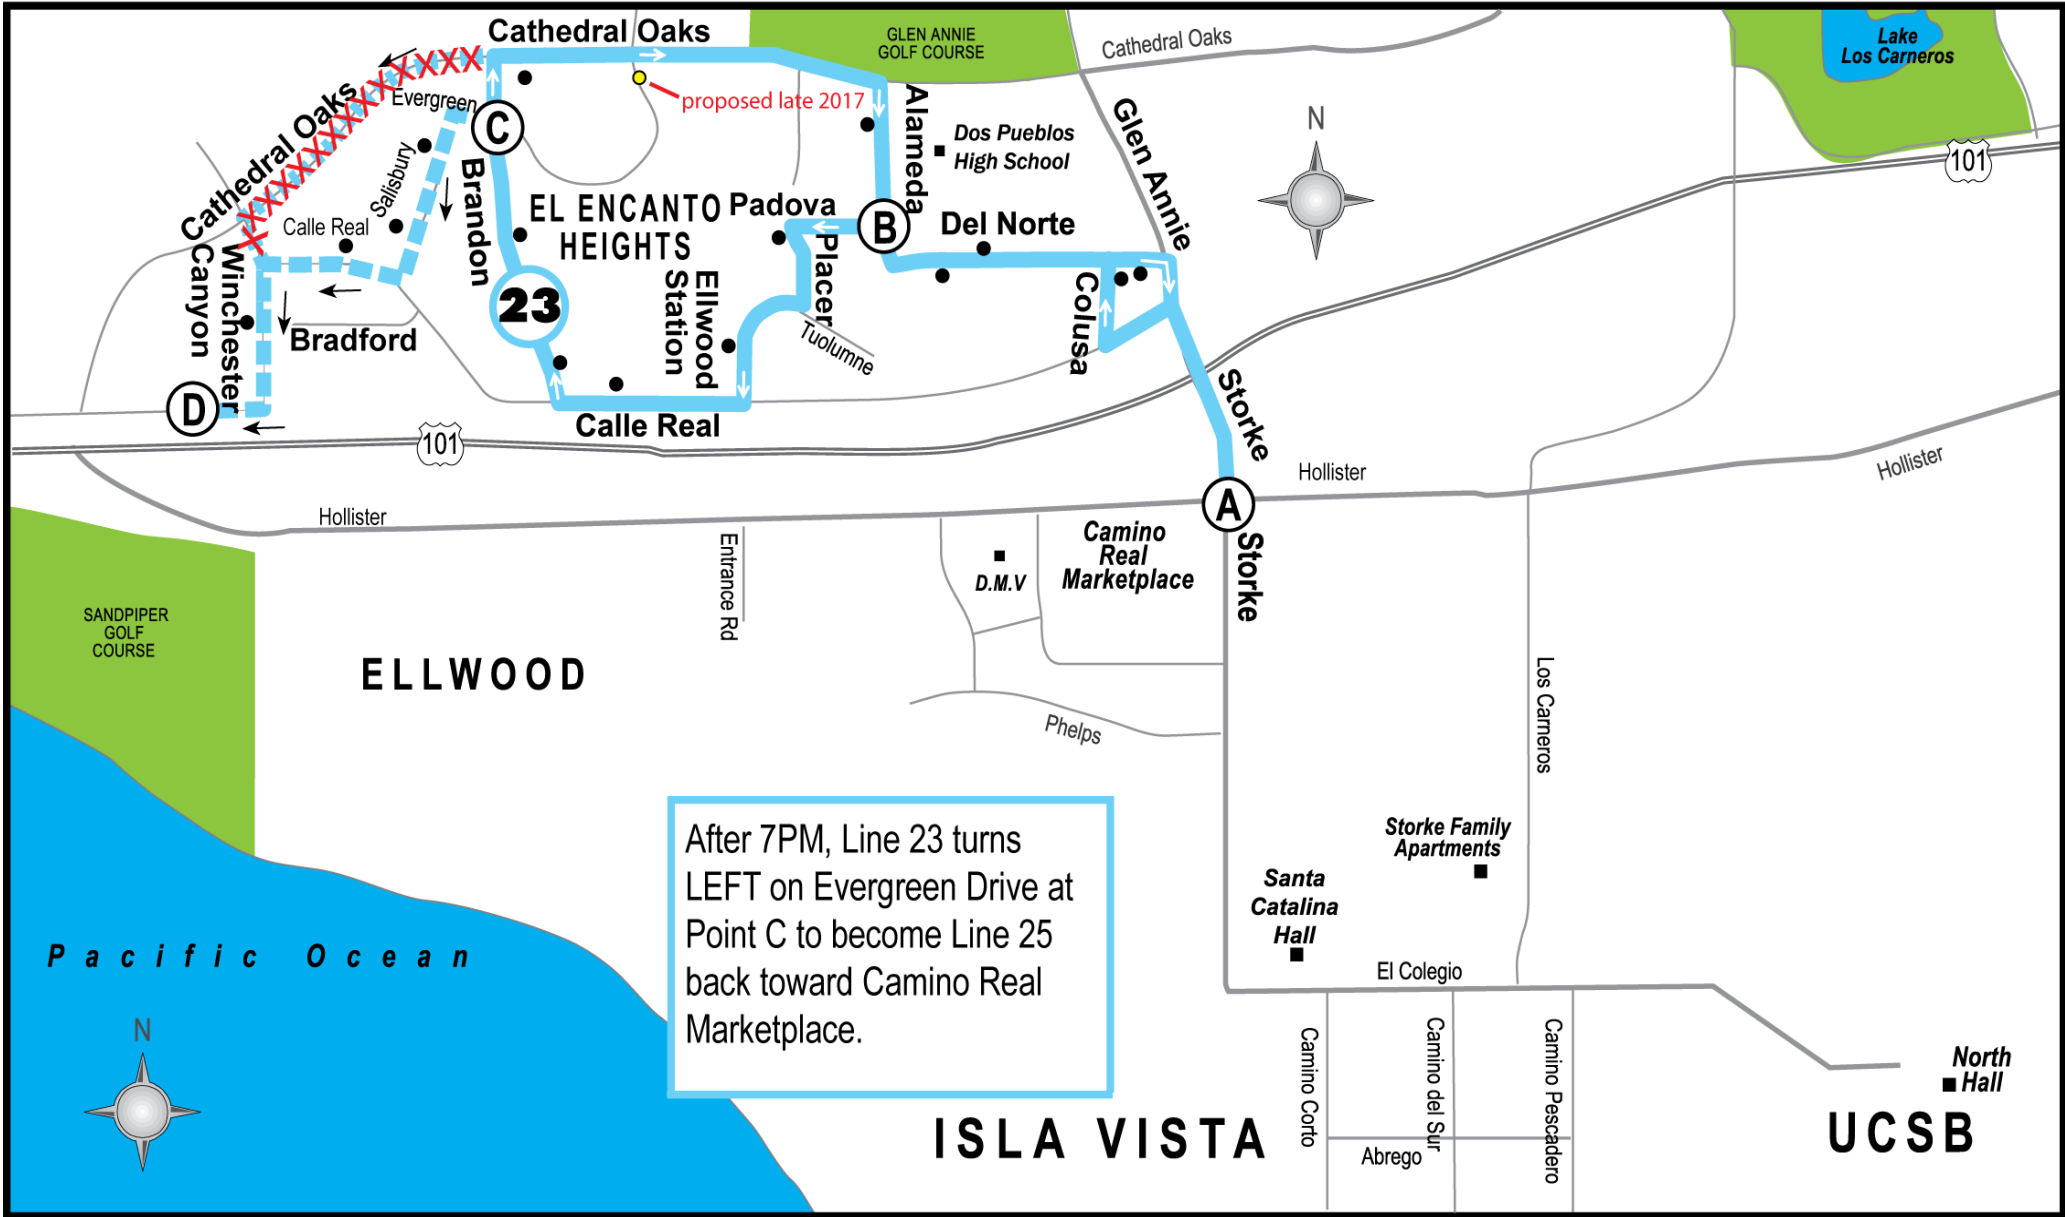 Cathedral Oaks
GLEN ANNIE
GOLF COURSE
Cathedral Oaks
Lake
Los Carneros
Evergreen
C
proposed late 2017
Alameda
Glen Annie
Dos Pueblos
High School
N
101
Cathedral Oaks
Salisbury
Calle Real
Brandon
EL ENCANTO
HEIGHTS
Padova
B
Del Norte
Placer
Winchester
Canyon
Bradford
23
Ellwood
Station
Tuolumne
Colusa
Storke
D
Calle Real
101
Hollister
Hollister
A
Hollister
Entrance Rd
D.M.V
Camino
Real
Marketplace
Storke
SANDPIPER
GOLF
COURSE
ELLWOOD
Los Carneros
Phelps
After 7PM, Line 23 turns
LEFT on Evergreen Drive at
Point C to become Line 25
back toward Camino Real
Marketplace.
Storke Family
Apartments
Santa
Catalina
Hall
Pacific Ocean
El Colegio
N
Camino Corto
Camino del Sur
Camino Pescadero
Abrego
North
Hall
ISLA VISTA
UCSB